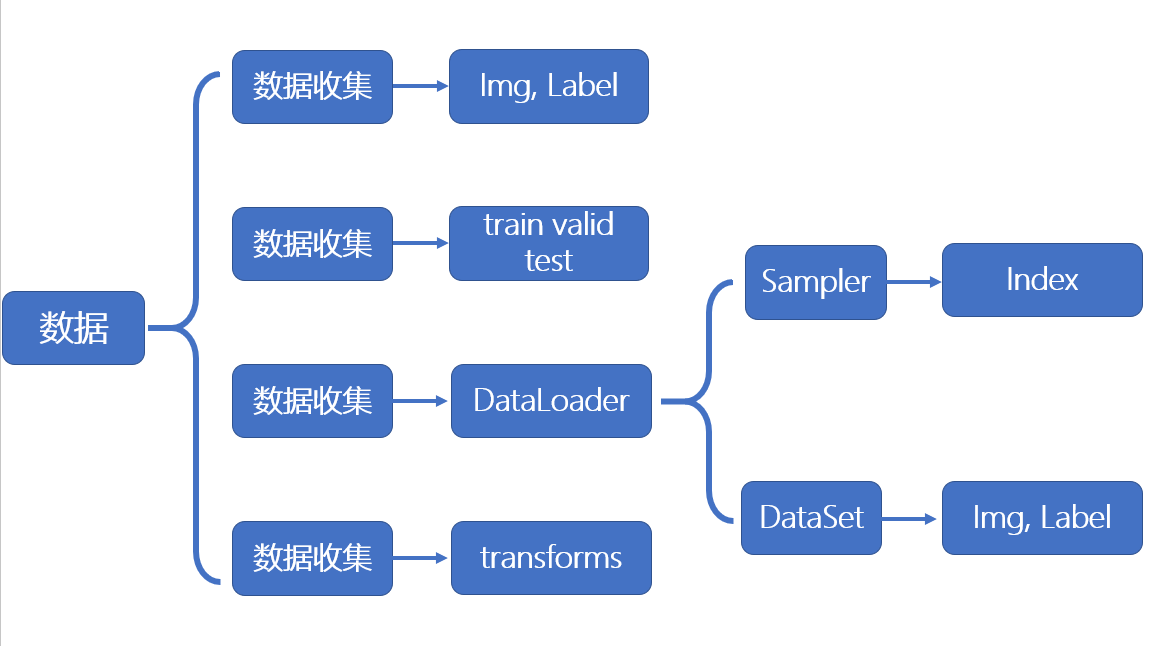 数据
数据收集
Img, Label
数据收集
train valid
test
数据收集
DataLoader
Sampler
Index
DataSet
Img, Label
数据收集
transforms